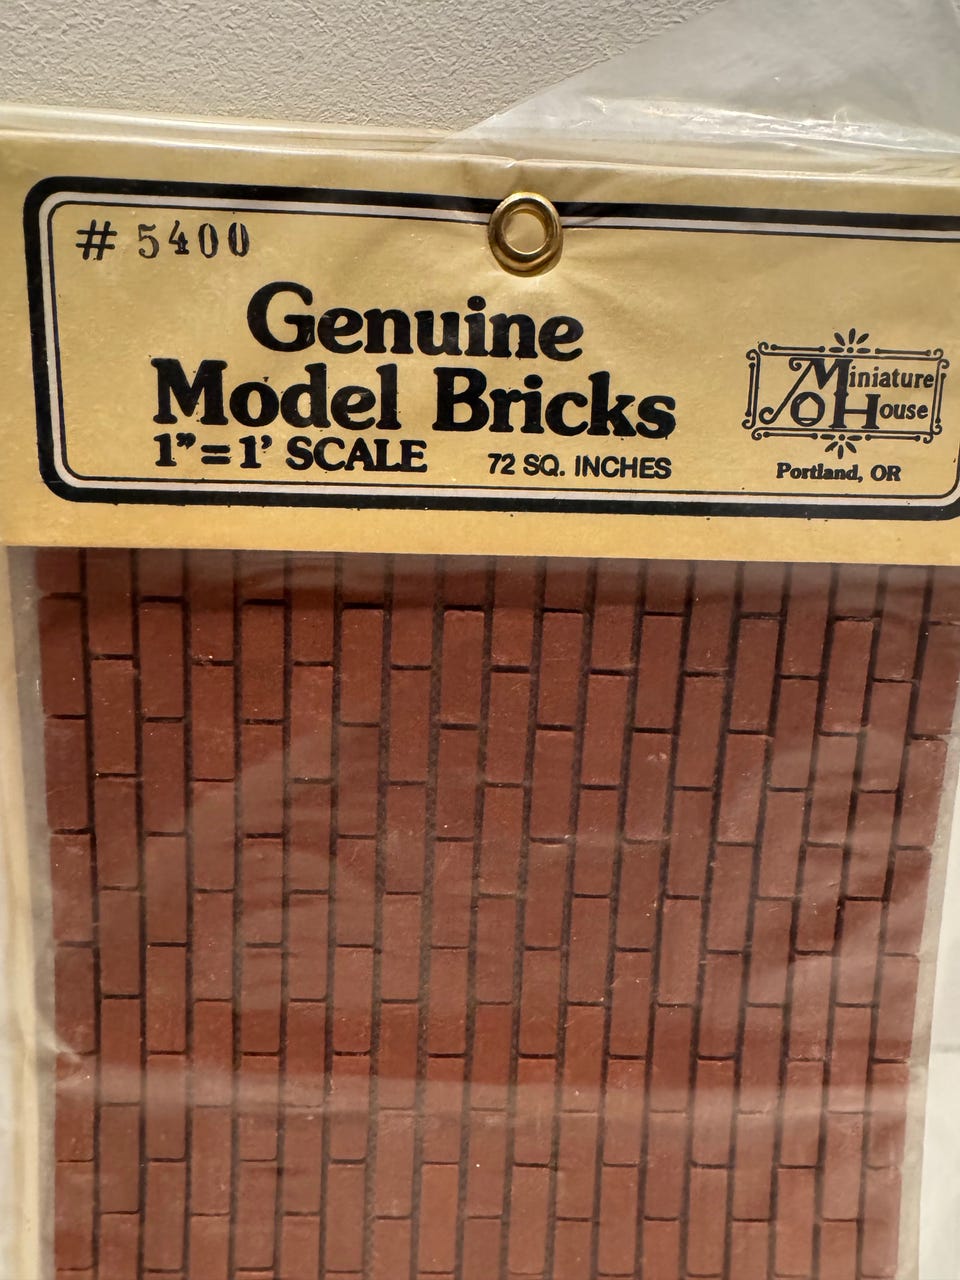 # 5400
Genuine
Model Bricks
1"=1' SCALE 72 SQ. INCHES
Miniature
House
Portland, OR